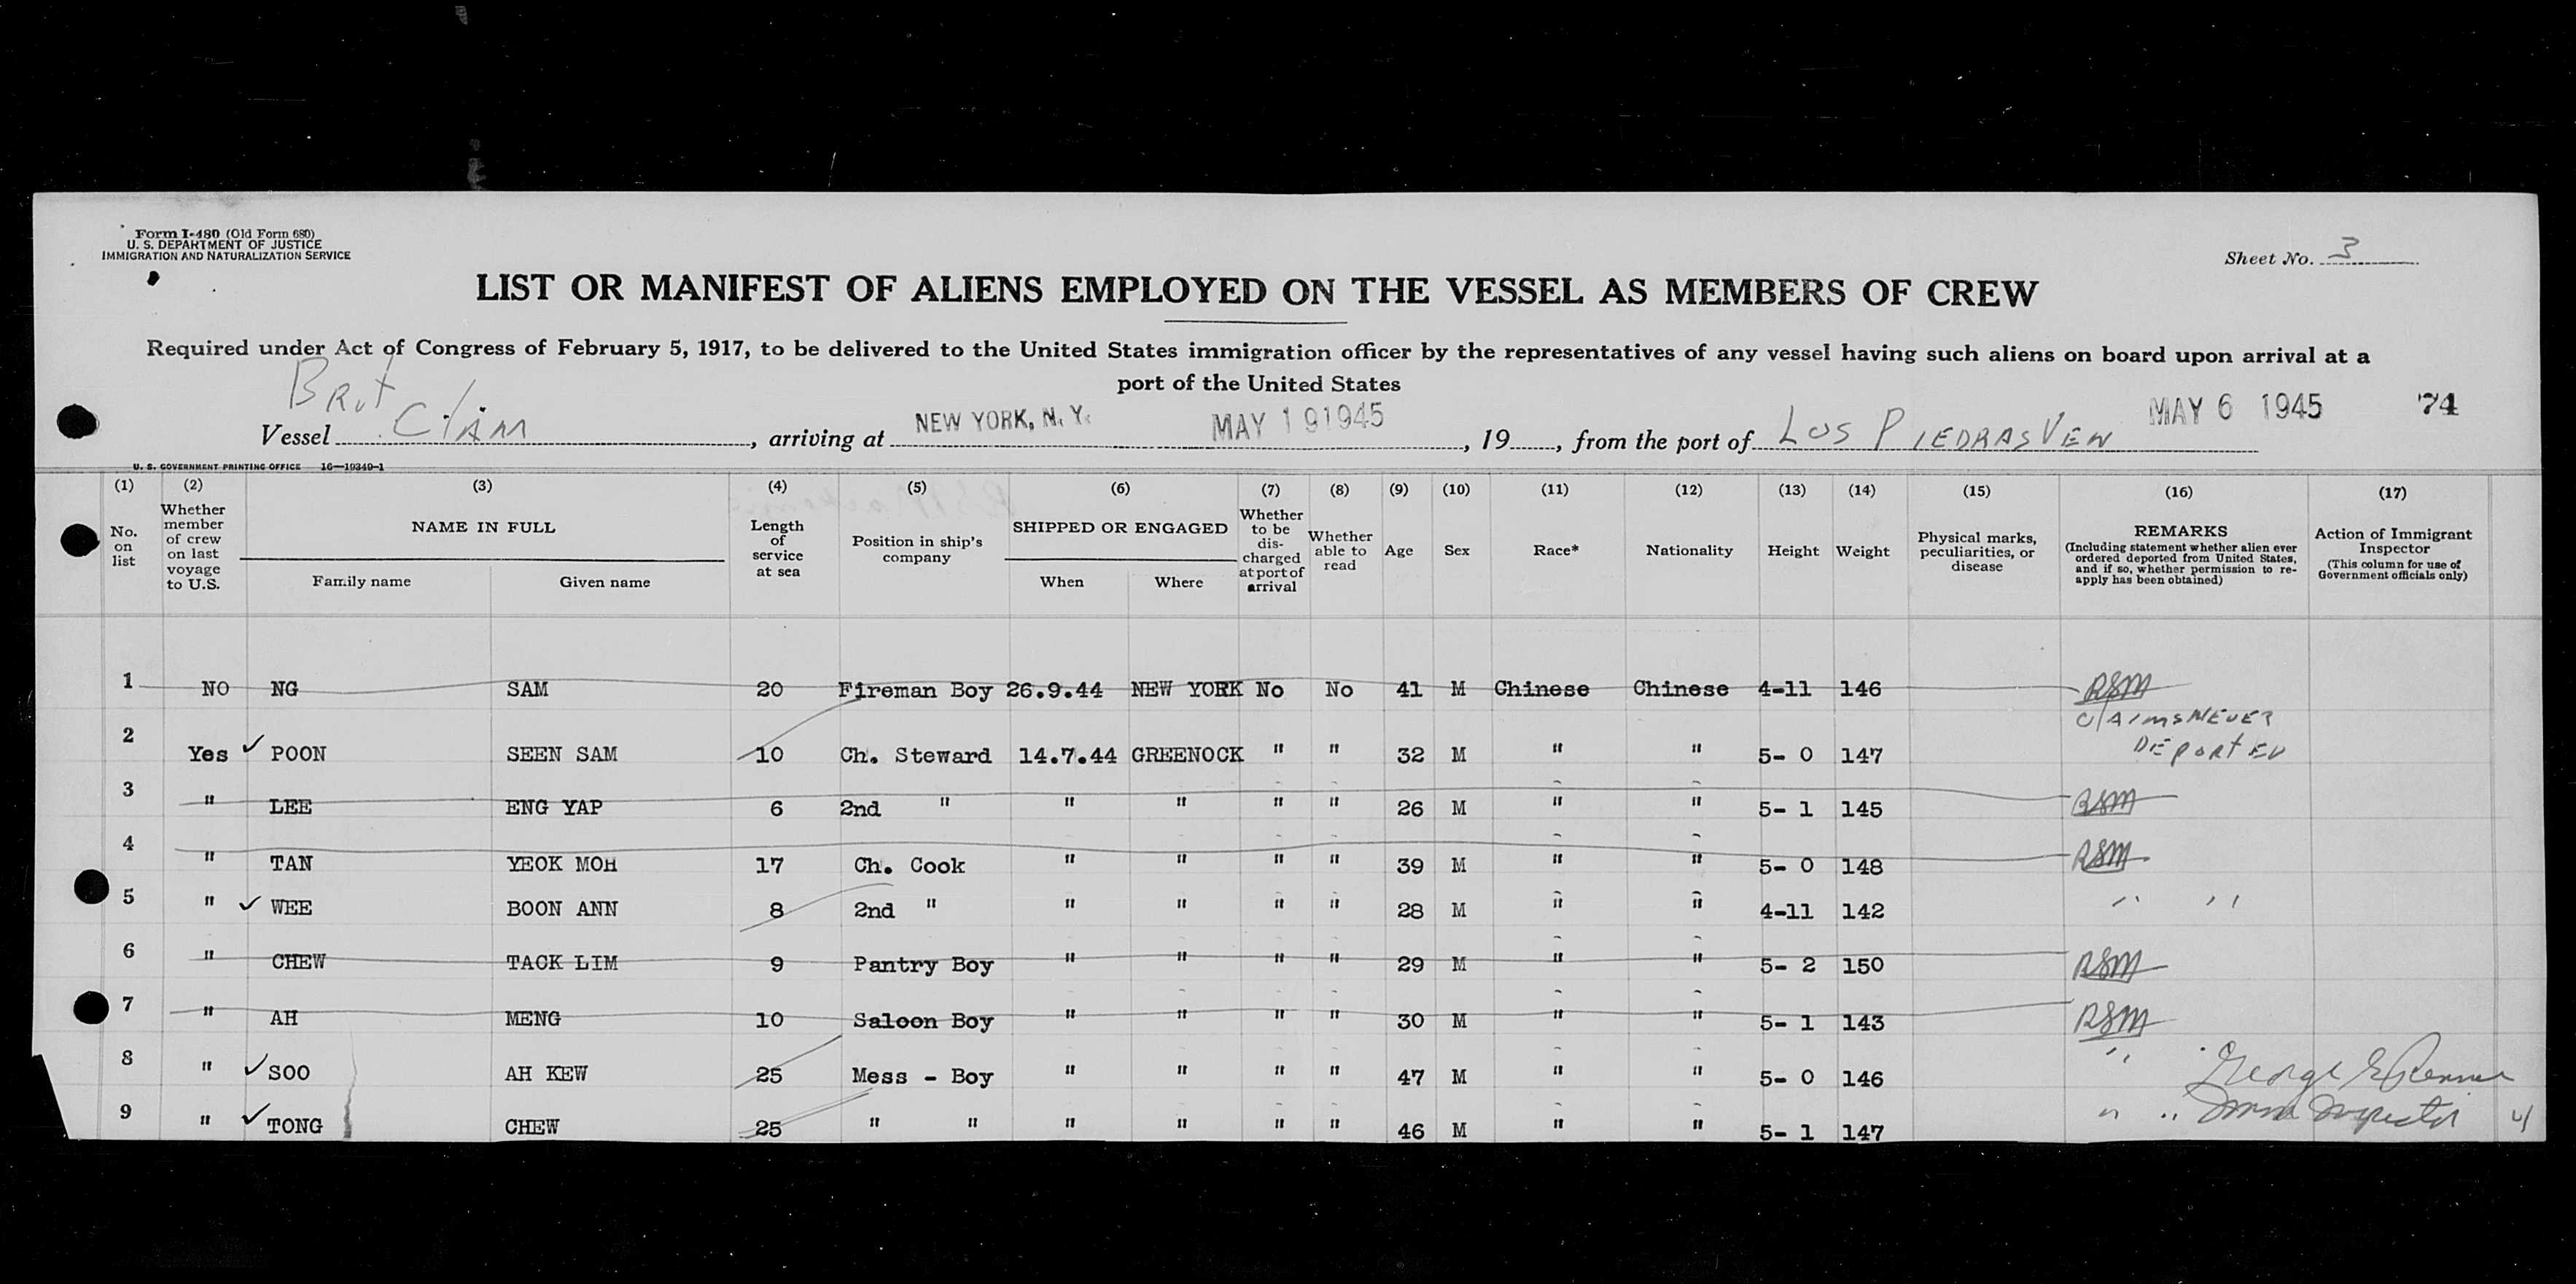 Form I-480 (Old Form 680)
U. S. DEPARTMENT OF JUSTICE
IMMIGRATION AND NATURALIZATION SERVICE
Sheet No. 3
LIST OR MANIFEST OF ALIENS EMPLOYED ON THE VESSEL AS MEMBERS OF CREW
Required under Act of Congress of February 5, 1917, to be delivered to the United States immigration officer by the representatives of any vessel having such aliens on board upon arrival at a
port of the United States
Brit
Vessel Clam, arriving at NEW YORK, N. Y. MAY 19 1945, 19, from the port of Los Piedras Ven MAY 6 1945 74
U. S. GOVERNMENT PRINTING OFFICE 16—19349-1
(1) (2) (3) (4) (5) (6) (7) (8) (9) (10) (11) (12) (13) (14) (15) (16) (17)
No. on list
Whether member of crew on last voyage to U.S.
NAME IN FULL
Family name Given name
Length of service at sea
Position in ship's company
SHIPPED OR ENGAGED
When Where
Whether to be discharged at port of arrival
Whether able to read
Age
Sex
Race*
Nationality
Height
Weight
Physical marks, peculiarities, or disease
REMARKS
(Including statement whether alien ever ordered deported from United States, and if so, whether permission to reapply has been obtained)
Action of Immigrant Inspector
(This column for use of Government officials only)
1 NO NG SAM 20 Fireman Boy 26.9.44 NEW YORK No No 41 M Chinese Chinese 4-11 146 RSM
claims never
2 Yes ✓ POON SEEN SAM 10 Ch. Steward 14.7.44 GREENOCK " " 32 M " " 5- 0 147 deported
3 " LEE ENG YAP 6 2nd " " " " " 26 M " " 5- 1 145 RSM
4 " TAN YEOK MOH 17 Ch. Cook " " " " 39 M " " 5- 0 148 RSM
5 " ✓ WEE BOON ANN 8 2nd " " " " " 28 M " " 4-11 142 " "
6 " CHEW TACK LIM 9 Pantry Boy " " " " 29 M " " 5- 2 150 RSM
7 " AH MENG 10 Saloon Boy " " " " 30 M " " 5- 1 143 RSM
8 " ✓ SOO AH KEW 25 Mess - Boy " " " " 47 M " " 5- 0 146 " George
9 " ✓ TONG CHEW 25 " " " " " " 46 M " " 5- 1 147 " " Imm Inspector